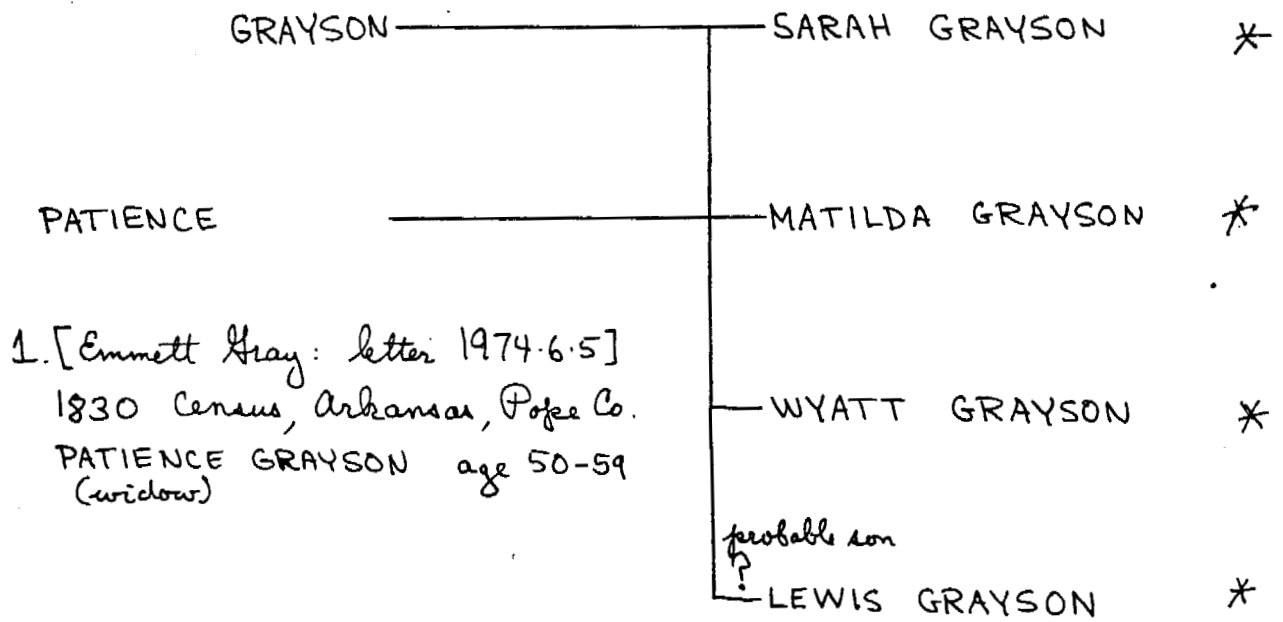 GRAYSON SARAH GRAYSON *
PATIENCE MATILDA GRAYSON *
1. [Emmett Gray: letter 1974.6.5]
1830 Census, Arkansas, Pope Co.
PATIENCE GRAYSON age 50-59
(widow)
WYATT GRAYSON *
probable son
?
LEWIS GRAYSON *